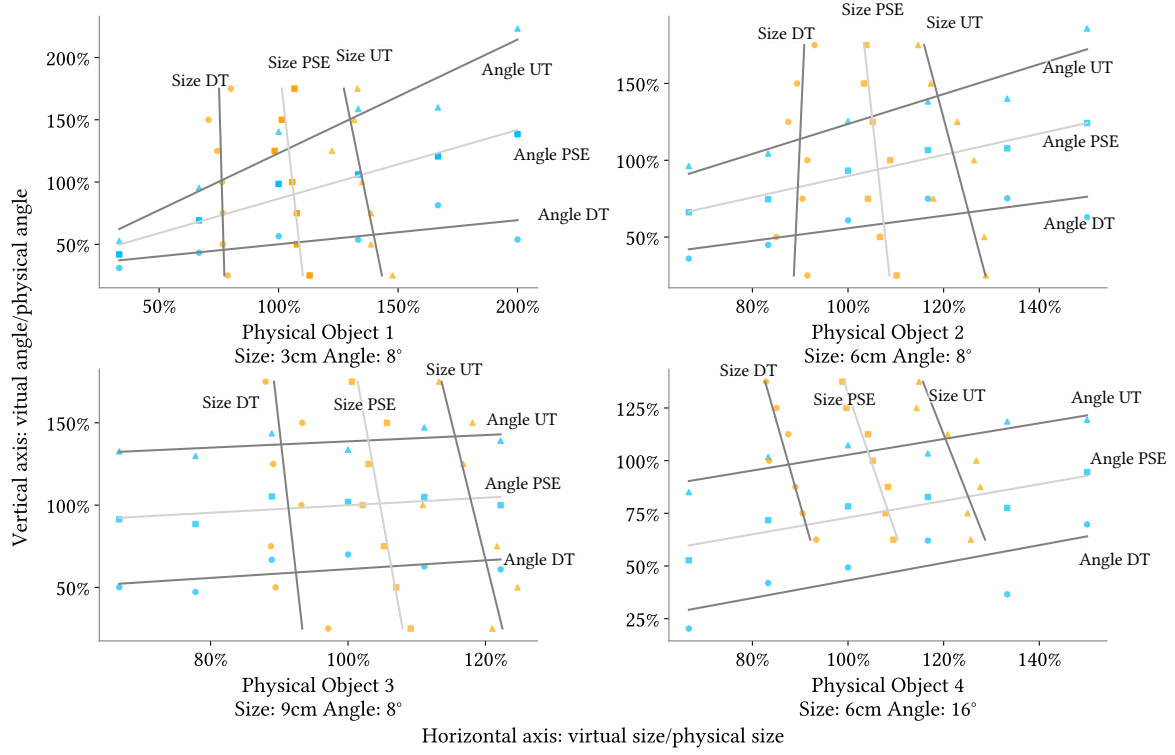 Vertical axis: vitual angle/physical angle
200%
150%
100%
50%
Size DT
Size PSE
Size UT
Angle UT
Angle PSE
Angle DT
50%
100%
150%
200%
Physical Object 1
Size: 3cm Angle: 8°
150%
100%
50%
Size DT
Size PSE
Size UT
Angle UT
Angle PSE
Angle DT
80%
100%
120%
140%
Physical Object 2
Size: 6cm Angle: 8°
150%
100%
50%
Size DT
Size PSE
Size UT
Angle UT
Angle PSE
Angle DT
80%
100%
120%
Physical Object 3
Size: 9cm Angle: 8°
125%
100%
75%
50%
25%
Size DT
Size PSE
Size UT
Angle UT
Angle PSE
Angle DT
80%
100%
120%
140%
Physical Object 4
Size: 6cm Angle: 16°
Horizontal axis: virtual size/physical size